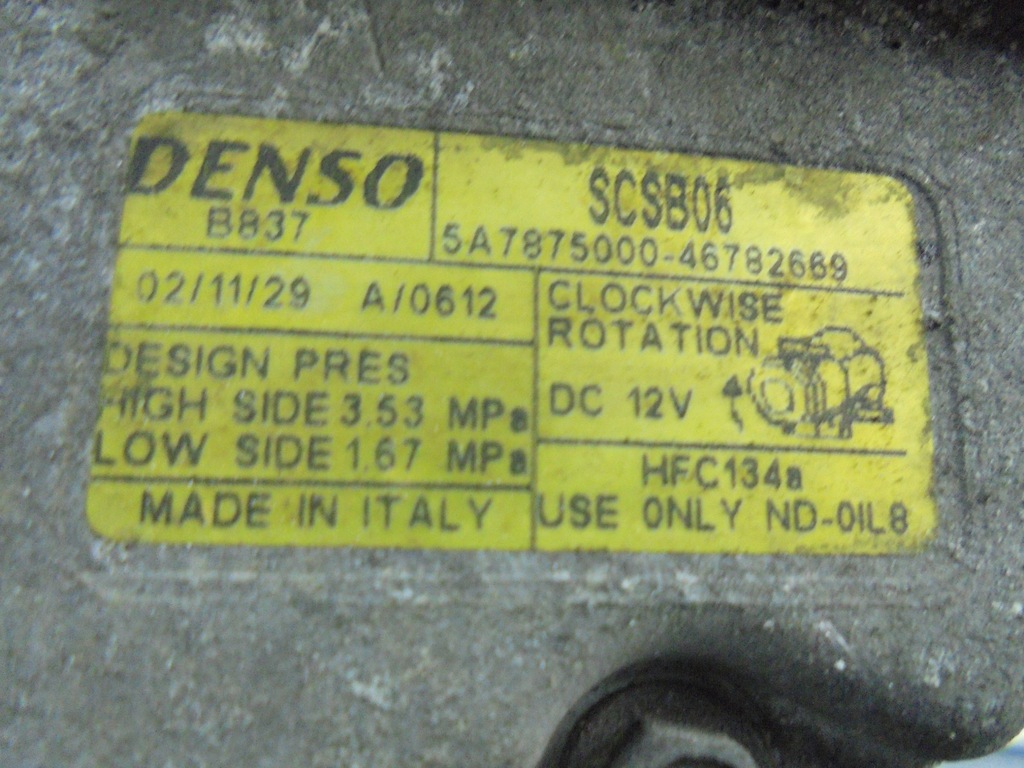 DENSO
B837
SCSB06
5A7875000-46782669
02/11/29 A/0612
DESIGN PRES
HIGH SIDE 3.53 MPa
LOW SIDE 1.67 MPa
MADE IN ITALY
CLOCKWISE
ROTATION
DC 12V
HFC134a
USE ONLY ND-OIL8